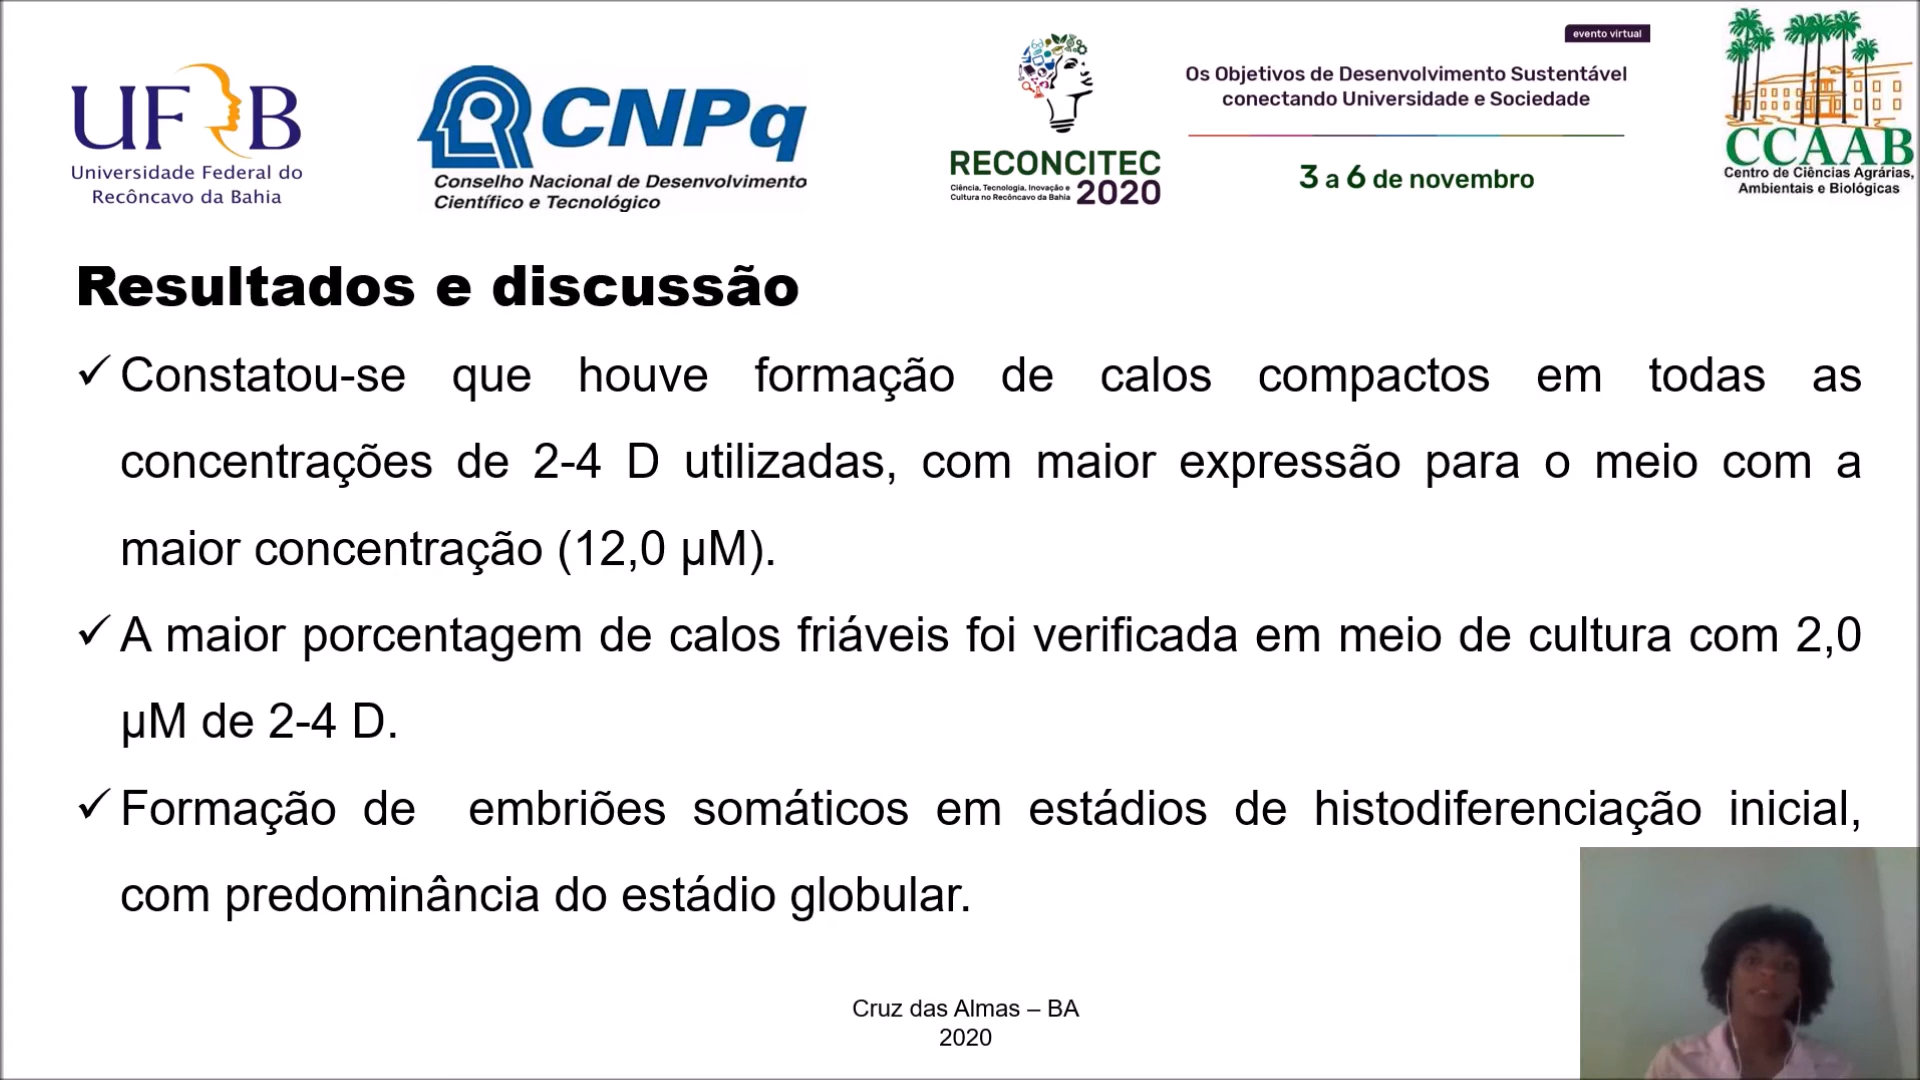 UFRB
Universidade Federal do
Recôncavo da Bahia
CNPq
Conselho Nacional de Desenvolvimento
Científico e Tecnológico
RECONCITEC
Ciência, Tecnologia, Inovação e
Cultura no Recôncavo da Bahia
2020
evento virtual
Os Objetivos de Desenvolvimento Sustentável
conectando Universidade e Sociedade
3 a 6 de novembro
CCAAB
Centro de Ciências Agrárias,
Ambientais e Biológicas
Resultados e discussão
✓ Constatou-se que houve formação de calos compactos em todas as
concentrações de 2-4 D utilizadas, com maior expressão para o meio com a
maior concentração (12,0 µM).
✓ A maior porcentagem de calos friáveis foi verificada em meio de cultura com 2,0
µM de 2-4 D.
✓ Formação de embriões somáticos em estádios de histodiferenciação inicial,
com predominância do estádio globular.
Cruz das Almas – BA
2020